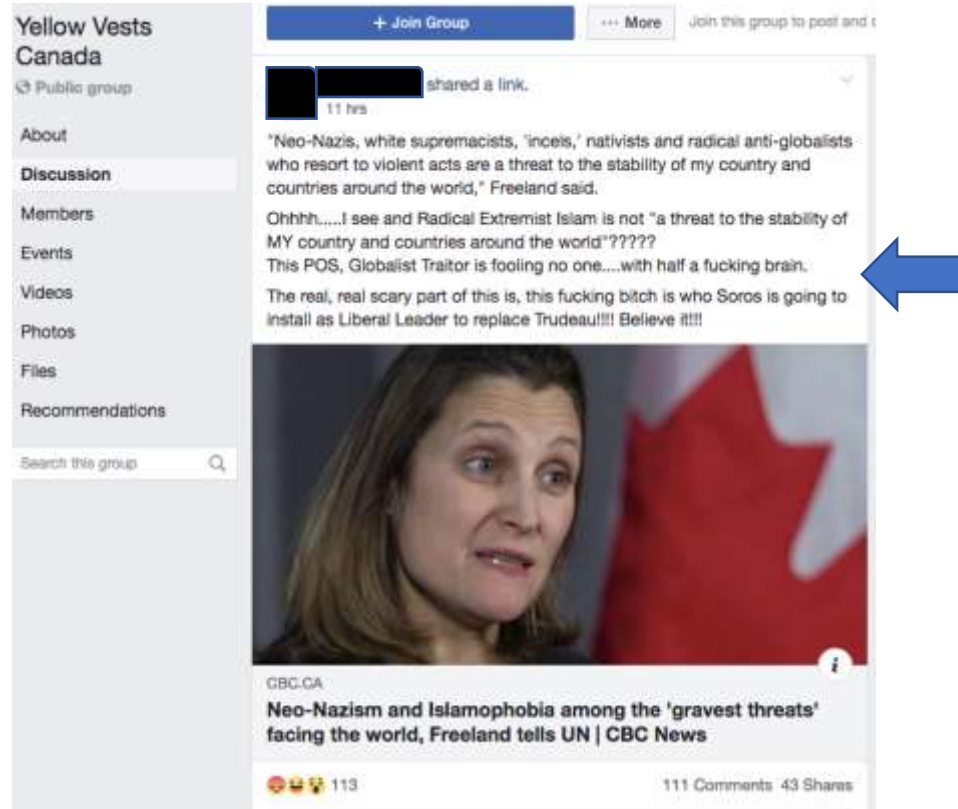 Yellow Vests
Canada
Public group
About
Discussion
Members
Events
Videos
Photos
Files
Recommendations
Search this group
+ Join Group
··· More
Join this group to post and
shared a link.
11 hrs
"Neo-Nazis, white supremacists, 'incels,' nativists and radical anti-globalists
who resort to violent acts are a threat to the stability of my country and
countries around the world," Freeland said.
Ohhhh.....I see and Radical Extremist Islam is not "a threat to the stability of
MY country and countries around the world"?????
This POS, Globalist Traitor is fooling no one....with half a fucking brain.
The real, real scary part of this is, this fucking bitch is who Soros is going to
install as Liberal Leader to replace Trudeau!!!! Believe it!!!!
i
CBC.CA
Neo-Nazism and Islamophobia among the 'gravest threats'
facing the world, Freeland tells UN | CBC News
113
111 Comments 43 Shares